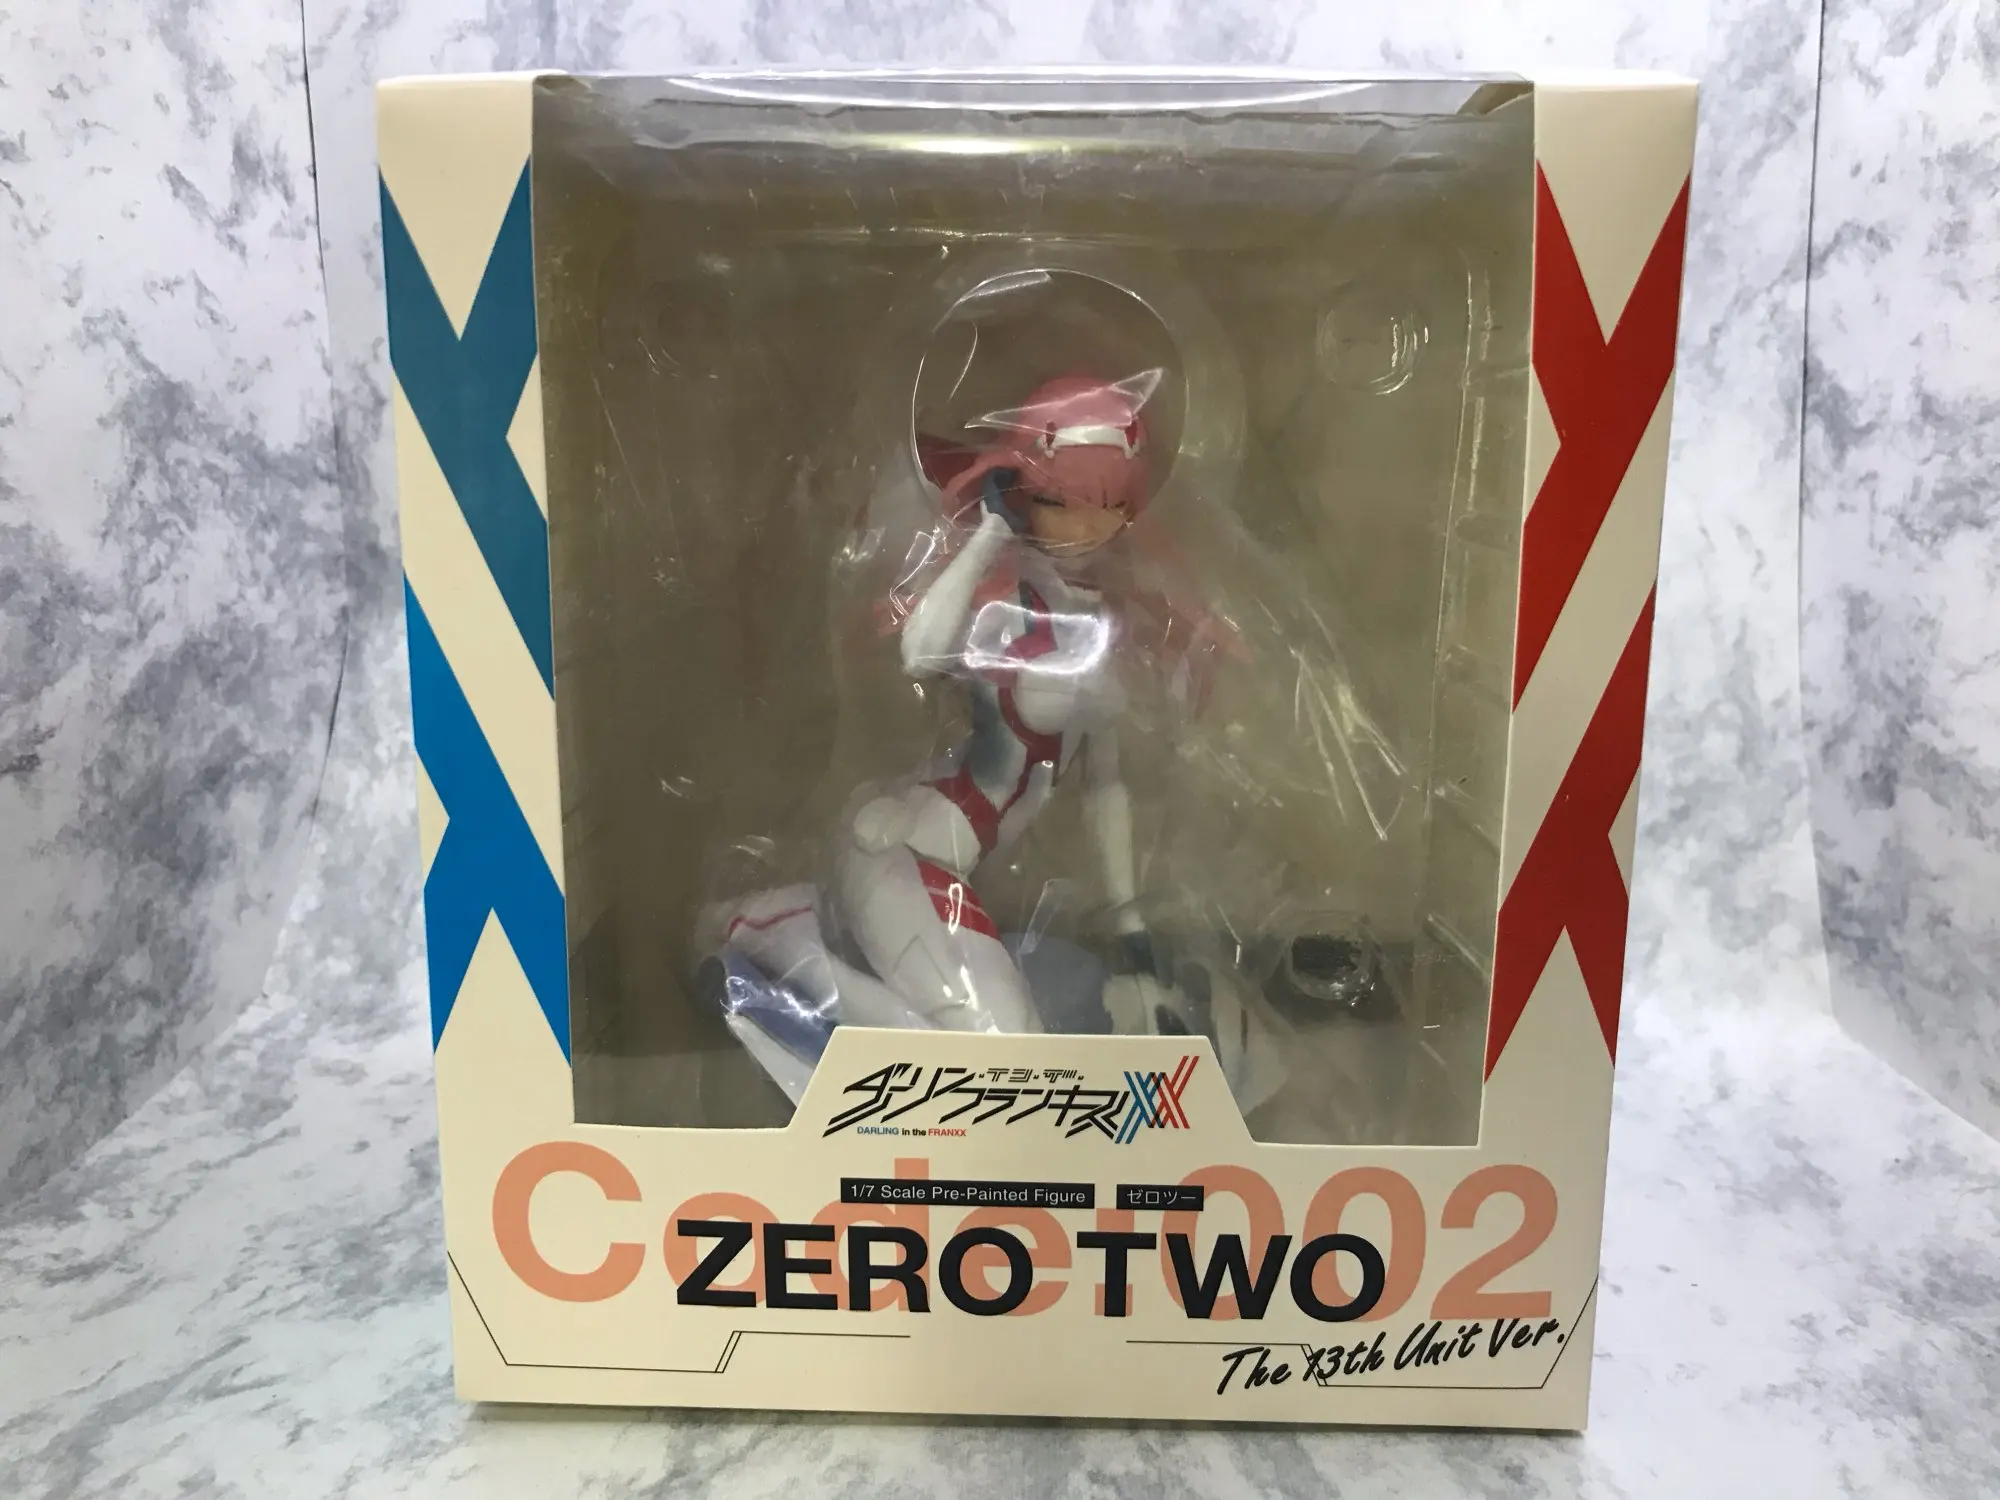 ダーリン・イン・ザ・
フランキス
DARLING in the FRANXX
Code:002
1/7 Scale Pre-Painted Figure ゼロツー
ZERO TWO
The 13th Unit Ver.